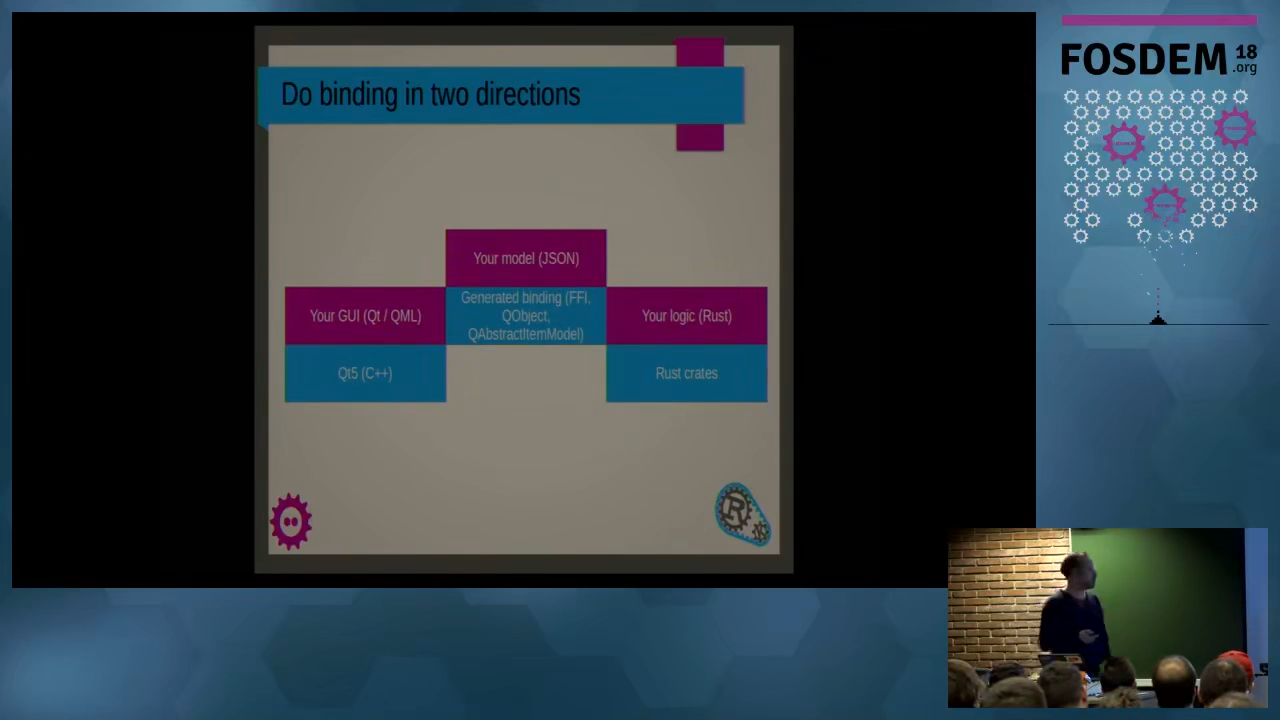 Do binding in two directions
Your model (JSON)
Your GUI (Qt / QML)
Generated binding (FFI,
QObject,
QAbstractItemModel)
Your logic (Rust)
Qt5 (C++)
Rust crates
R
FOSDEM 18
.org